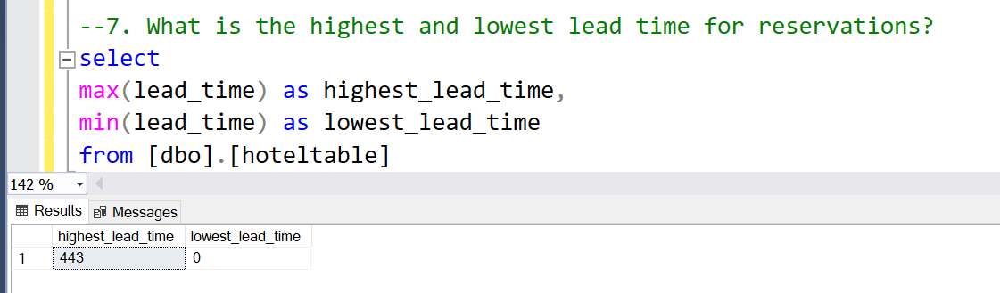 --7. What is the highest and lowest lead time for reservations?
select
max(lead_time) as highest_lead_time,
min(lead_time) as lowest_lead_time
from [dbo].[hoteltable]
142 %
Results Messages
highest_lead_time lowest_lead_time
1 443 0